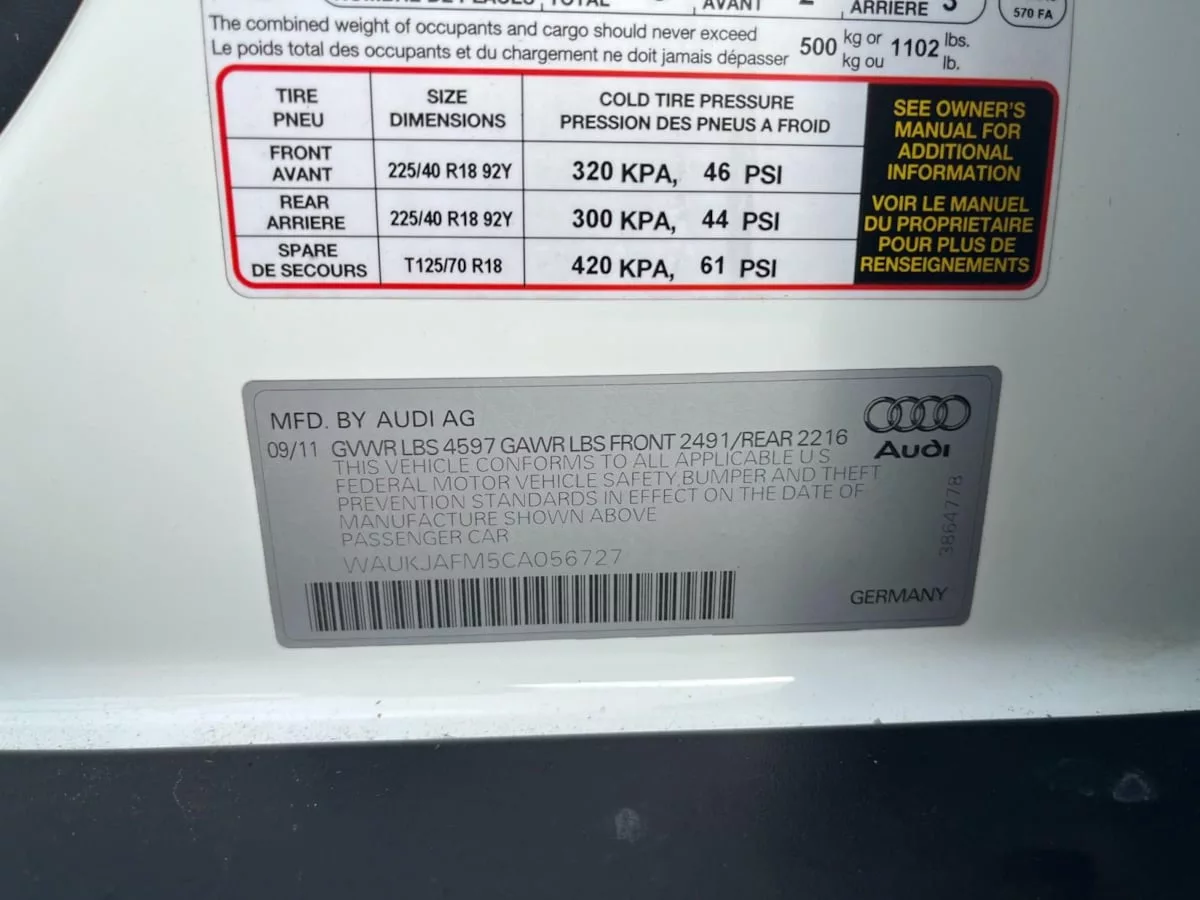 TOTAL AVANT 2 ARRIERE 3
570 FA
The combined weight of occupants and cargo should never exceed
Le poids total des occupants et du chargement ne doit jamais dépasser
500 kg or 1102 lbs.
kg ou lb.
TIRE SIZE COLD TIRE PRESSURE
PNEU DIMENSIONS PRESSION DES PNEUS A FROID
FRONT
AVANT 225/40 R18 92Y 320 KPA, 46 PSI
REAR
ARRIERE 225/40 R18 92Y 300 KPA, 44 PSI
SPARE
DE SECOURS T125/70 R18 420 KPA, 61 PSI
SEE OWNER'S
MANUAL FOR
ADDITIONAL
INFORMATION
VOIR LE MANUEL
DU PROPRIETAIRE
POUR PLUS DE
RENSEIGNEMENTS
MFD. BY AUDI AG
09/11 GVWR LBS 4597 GAWR LBS FRONT 2491/REAR 2216
THIS VEHICLE CONFORMS TO ALL APPLICABLE U S
FEDERAL MOTOR VEHICLE SAFETY,BUMPER AND THEFT
PREVENTION STANDARDS IN EFFECT ON THE DATE OF
MANUFACTURE SHOWN ABOVE
PASSENGER CAR
WAUKJAFM5CA056727
Audi
3864778
GERMANY